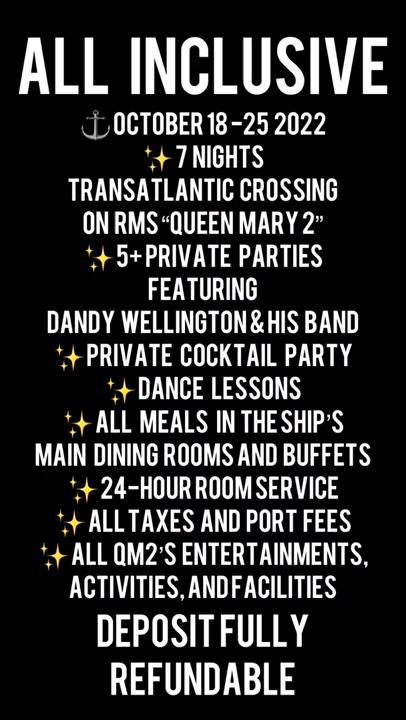 ALL INCLUSIVE
⚓OCTOBER 18-25 2022
✨7 NIGHTS
TRANSATLANTIC CROSSING
ON RMS “QUEEN MARY 2”
✨5+ PRIVATE PARTIES
FEATURING
DANDY WELLINGTON & HIS BAND
✨PRIVATE COCKTAIL PARTY
✨DANCE LESSONS
✨ALL MEALS IN THE SHIP’S
MAIN DINING ROOMS AND BUFFETS
✨24-HOUR ROOM SERVICE
✨ALL TAXES AND PORT FEES
✨ALL QM2’S ENTERTAINMENTS,
ACTIVITIES, AND FACILITIES
DEPOSIT FULLY
REFUNDABLE